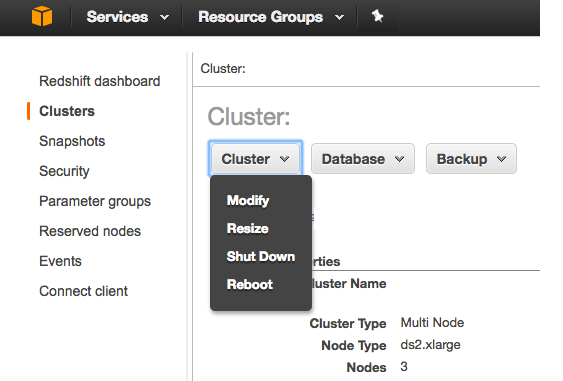 Services
Resource Groups
Redshift dashboard
Clusters
Snapshots
Security
Parameter groups
Reserved nodes
Events
Connect client
Cluster:
Cluster:
Cluster
Database
Backup
Modify
Resize
Shut Down
Reboot
rties
luster Name
Cluster Type Multi Node
Node Type ds2.xlarge
Nodes 3